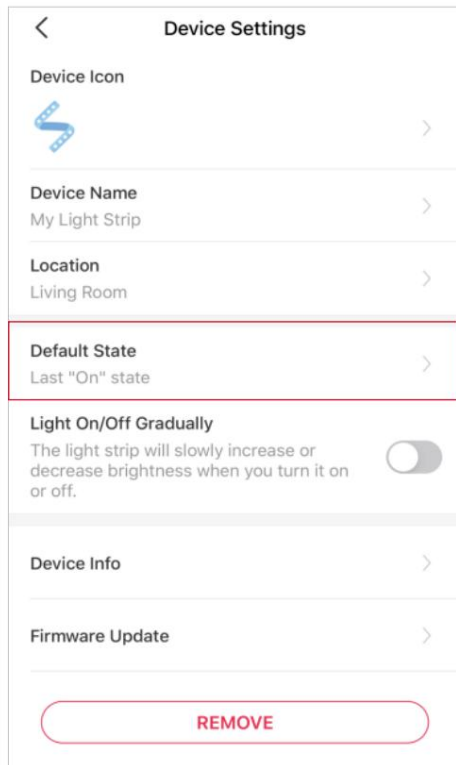 Device Settings
Device Icon
Device Name
My Light Strip
Location
Living Room
Default State
Last "On" state
Light On/Off Gradually
The light strip will slowly increase or
decrease brightness when you turn it on
or off.
Device Info
Firmware Update
REMOVE